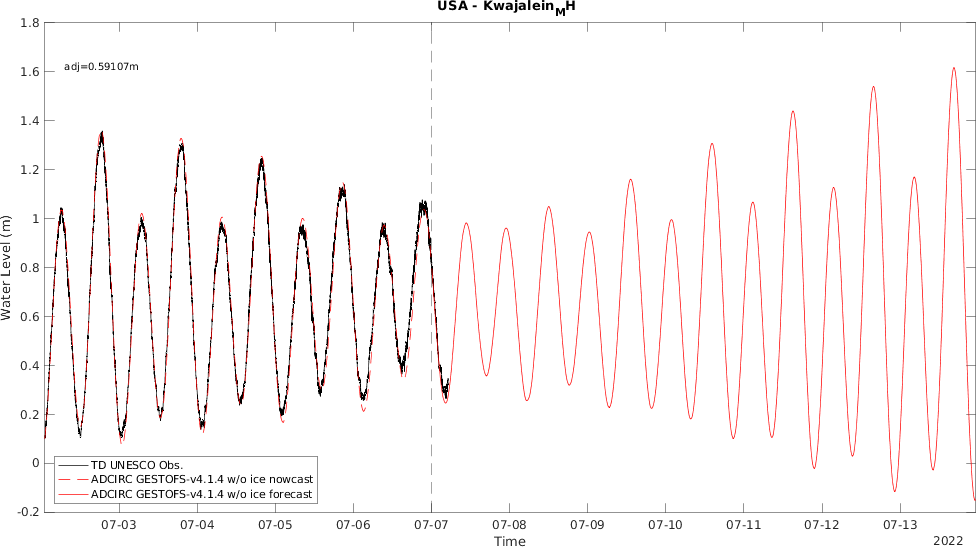 USA - Kwajalein_MH
1.8
1.6
1.4
1.2
1
0.8
0.6
0.4
0.2
0
-0.2
Water Level (m)
adj=0.59107m
TD UNESCO Obs.
ADCIRC GESTOFS-v4.1.4 w/o ice nowcast
ADCIRC GESTOFS-v4.1.4 w/o ice forecast
07-03 07-04 07-05 07-06 07-07 07-08 07-09 07-10 07-11 07-12 07-13
Time
2022